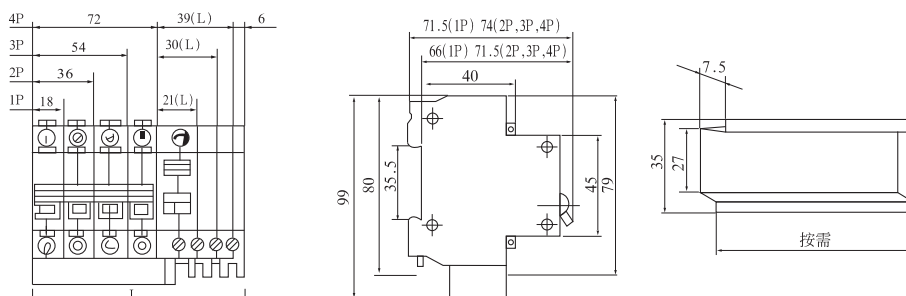 4P 72 39(L) 6
3P 54 30(L)
2P 36
1P 18 21(L)
71.5(1P) 74(2P,3P,4P)
66(1P) 71.5(2P,3P,4P)
40
99
80
35.5
45
79
7.5
35
27
按需